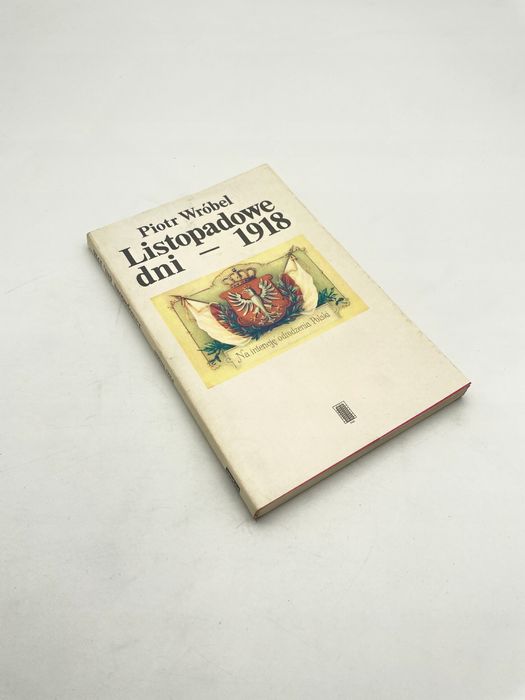 Piotr Wróbel
Listopadowe
dni – 1918
Na intencję odrodzenia Polski